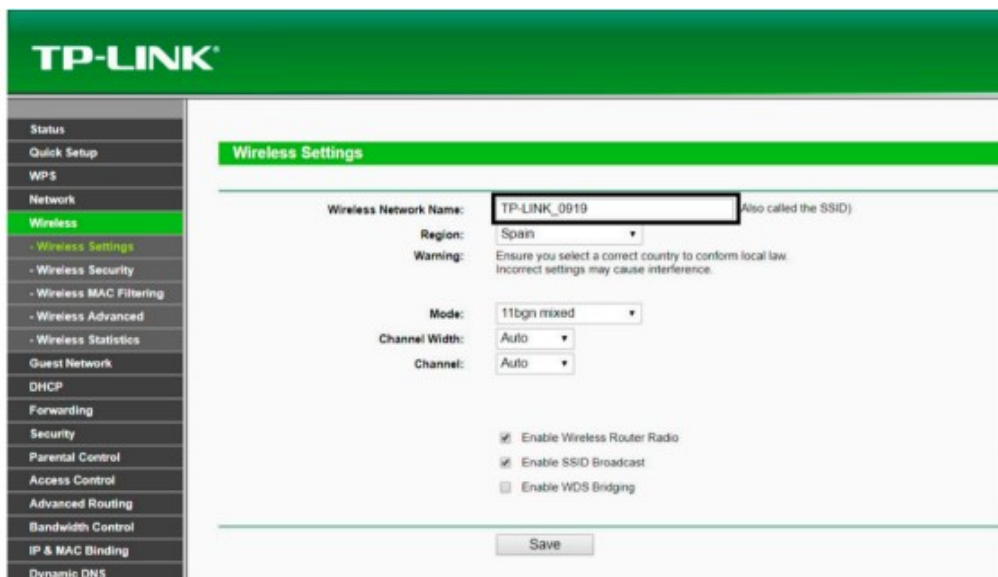 TP-LINK®
Status
Quick Setup
WPS
Network
Wireless
- Wireless Settings
- Wireless Security
- Wireless MAC Filtering
- Wireless Advanced
- Wireless Statistics
Guest Network
DHCP
Forwarding
Security
Parental Control
Access Control
Advanced Routing
Bandwidth Control
IP & MAC Binding
Dynamic DNS
Wireless Settings
Wireless Network Name: TP-LINK_0919 Also called the SSID)
Region: Spain
Warning: Ensure you select a correct country to conform local law.
Incorrect settings may cause interference.
Mode: 11bgn mixed
Channel Width: Auto
Channel: Auto
Enable Wireless Router Radio
Enable SSID Broadcast
Enable WDS Bridging
Save